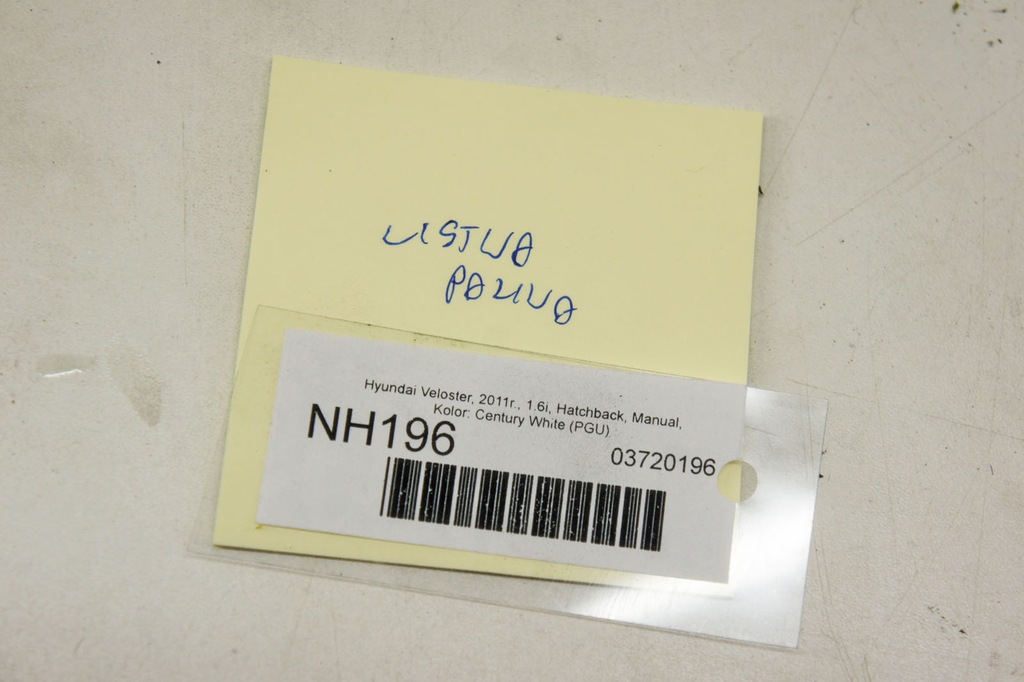 LISTWA
PALIWA
Hyundai Veloster, 2011r., 1.6i, Hatchback, Manual,
Kolor: Century White (PGU)
NH196
03720196